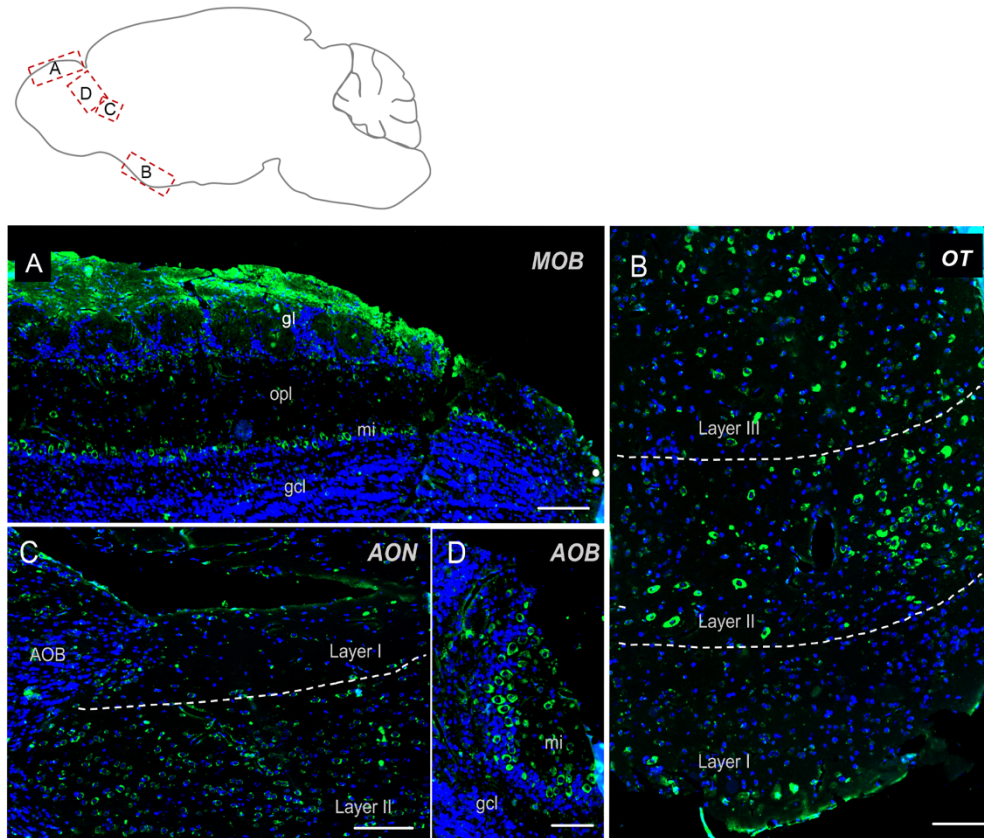 A
D
C
B
A
MOB
gl
opl
mi
gcl
B
OT
Layer III
Layer II
Layer I
C
AON
AOB
Layer I
Layer II
D
AOB
mi
gcl